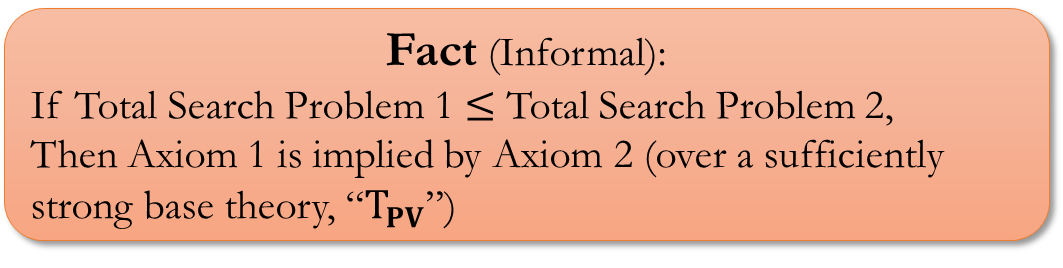 Fact (Informal):
If Total Search Problem 1 ≤ Total Search Problem 2,
Then Axiom 1 is implied by Axiom 2 (over a sufficiently
strong base theory, “T_PV”)